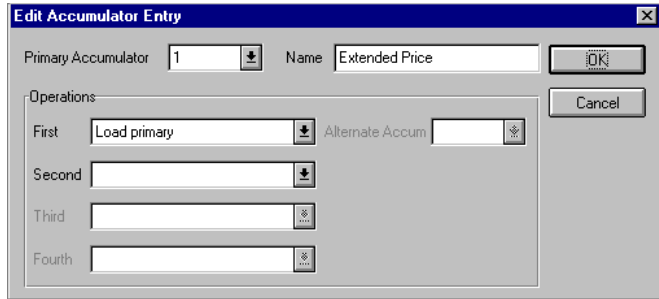 Edit Accumulator Entry
Primary Accumulator 1 Name Extended Price OK
Operations Cancel
First Load primary Alternate Accum
Second
Third
Fourth